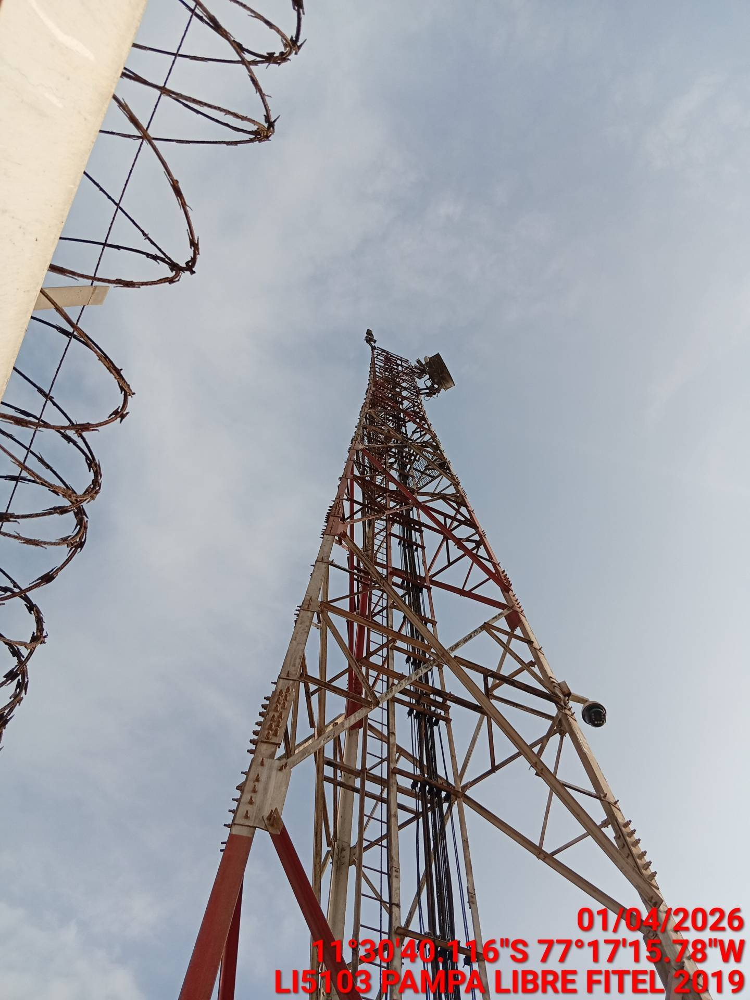 01/04/2026
11°30'40.116"S 77°17'15.78"W
LI5103 PAMPA LIBRE FITEL 2019